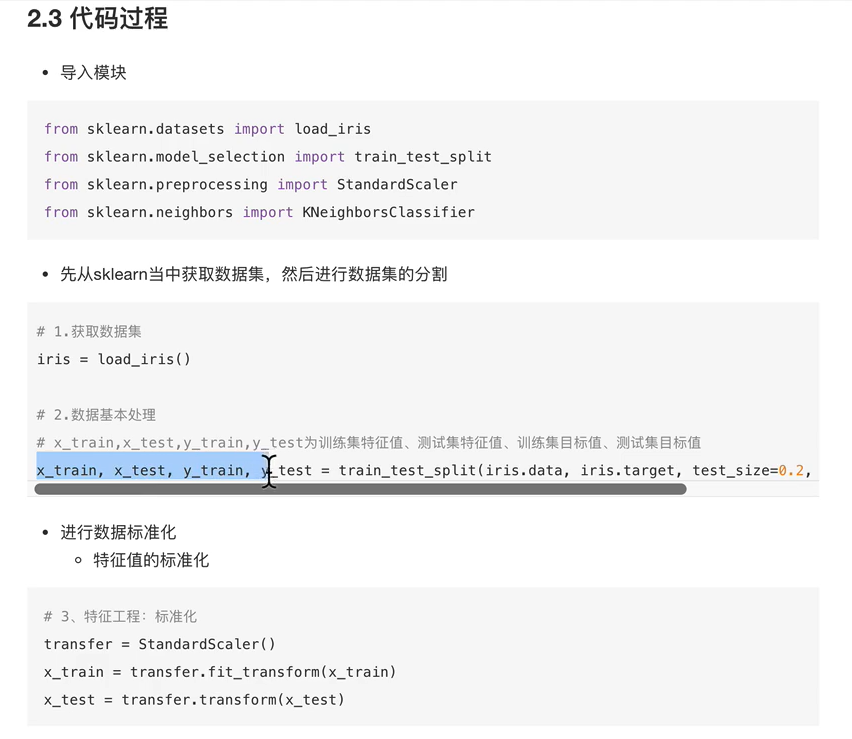 2.3 代码过程
• 导入模块
from sklearn.datasets import load_iris
from sklearn.model_selection import train_test_split
from sklearn.preprocessing import StandardScaler
from sklearn.neighbors import KNeighborsClassifier
• 先从sklearn当中获取数据集，然后进行数据集的分割
# 1.获取数据集
iris = load_iris()
# 2.数据基本处理
# x_train,x_test,y_train,y_test为训练集特征值、测试集特征值、训练集目标值、测试集目标值
x_train, x_test, y_train, y_test = train_test_split(iris.data, iris.target, test_size=0.2,
• 进行数据标准化
◦ 特征值的标准化
# 3、特征工程：标准化
transfer = StandardScaler()
x_train = transfer.fit_transform(x_train)
x_test = transfer.transform(x_test)